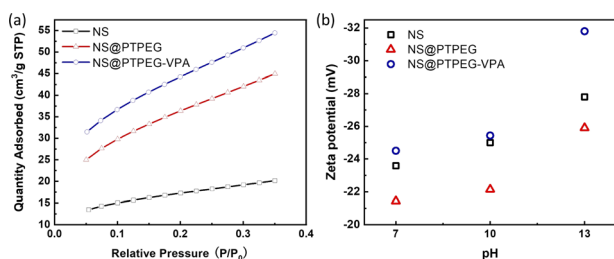 (a)
NS
NS@PTPEG
NS@PTPEG-VPA
Quantity Adsorbed (cm³/g STP)
55
50
45
40
35
30
25
20
15
10
0.0 0.1 0.2 0.3 0.4
Relative Pressure (P/P₀)
(b)
NS
NS@PTPEG
NS@PTPEG-VPA
Zeta potential (mV)
-32
-30
-28
-26
-24
-22
7 10 13
pH